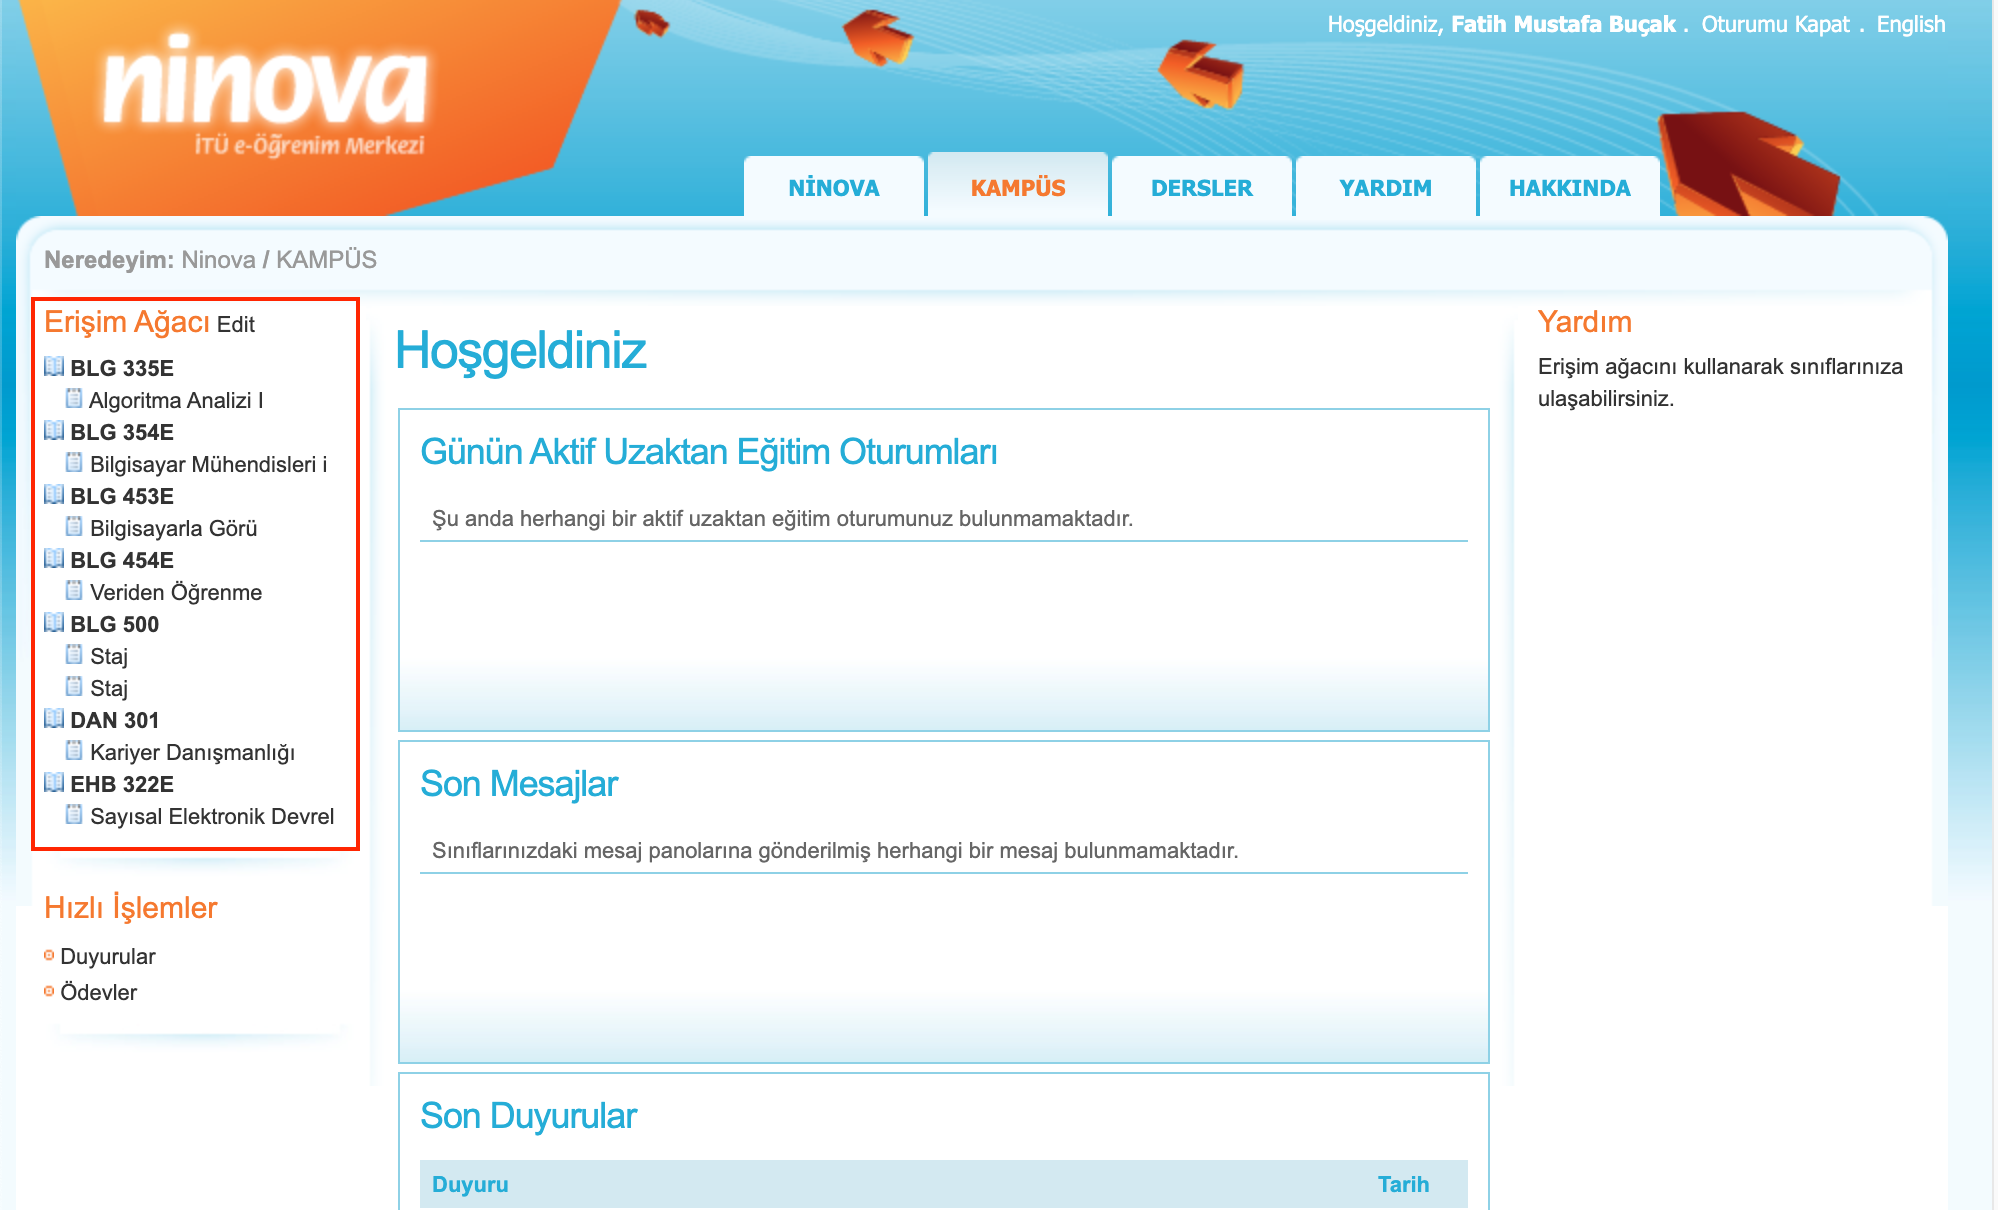 Hoşgeldiniz, Fatih Mustafa Buçak . Oturumu Kapat . English
ninova
İTÜ e-Öğrenim Merkezi
NİNOVA
KAMPÜS
DERSLER
YARDIM
HAKKINDA
Neredeyim: Ninova / KAMPÜS
Erişim Ağacı Edit
BLG 335E
Algoritma Analizi I
BLG 354E
Bilgisayar Mühendisleri i
BLG 453E
Bilgisayarla Görü
BLG 454E
Veriden Öğrenme
BLG 500
Staj
Staj
DAN 301
Kariyer Danışmanlığı
EHB 322E
Sayısal Elektronik Devrel
Hızlı İşlemler
Duyurular
Ödevler
Hoşgeldiniz
Günün Aktif Uzaktan Eğitim Oturumları
Şu anda herhangi bir aktif uzaktan eğitim oturumunuz bulunmamaktadır.
Son Mesajlar
Sınıflarınızdaki mesaj panolarına gönderilmiş herhangi bir mesaj bulunmamaktadır.
Son Duyurular
Duyuru Tarih
Yardım
Erişim ağacını kullanarak sınıflarınıza
ulaşabilirsiniz.